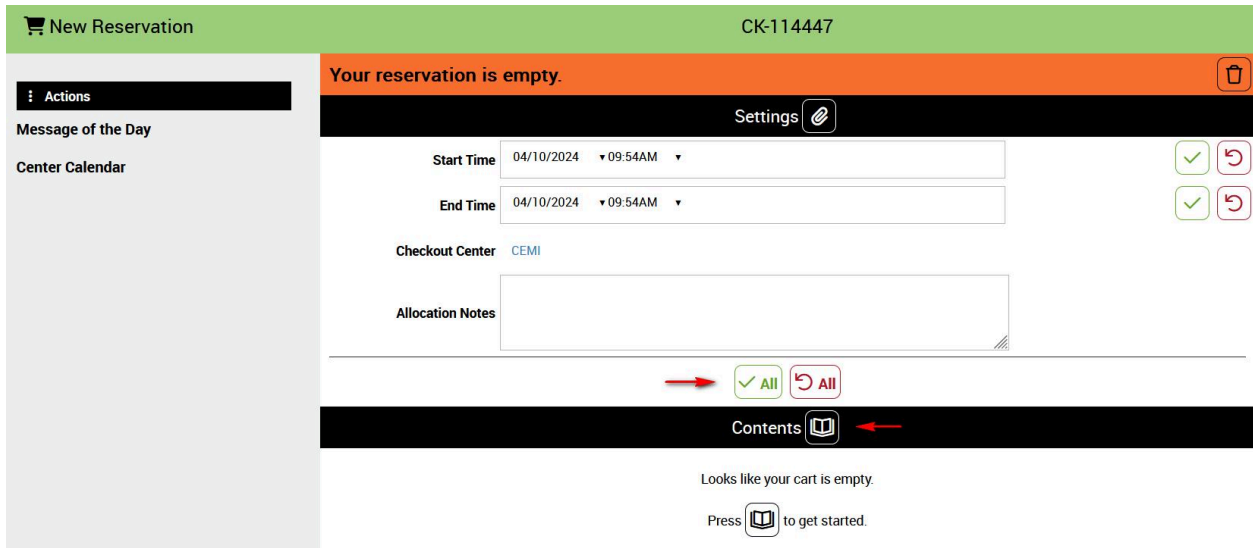 New Reservation
CK-114447
Your reservation is empty.
Actions
Message of the Day
Center Calendar
Settings
Start Time 04/10/2024 09:54AM
End Time 04/10/2024 09:54AM
Checkout Center CEMI
Allocation Notes
All All
Contents
Looks like your cart is empty.
Press to get started.